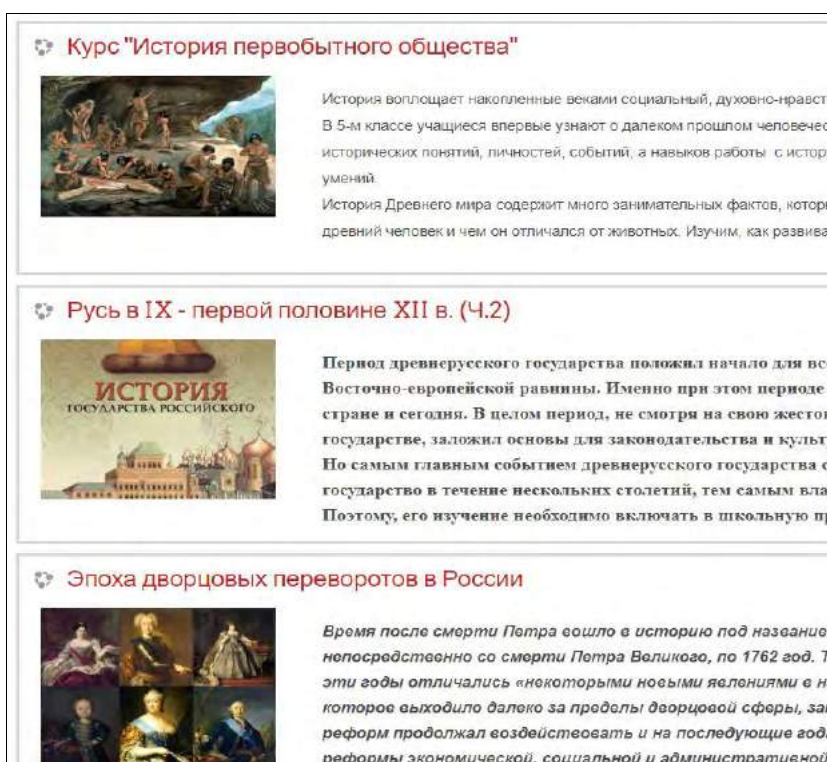 Курс "История первобытного общества"
История воплощает накопленные веками социальный, духовно-нравст
В 5-м классе учащиеся впервые узнают о далеком прошлом человечес
исторических понятий, личностей, событий, а навыков работы с истор
умений.
История Древнего мира содержит много занимательных фактов, котор
древний человек и чем он отличался от животных. Изучим, как развива
Русь в IX - первой половине XII в. (Ч.2)
ИСТОРИЯ
ГОСУДАРСТВА РОССИЙСКОГО
Период древнерусского государства положил начало для вс
Восточно-европейской равнины. Именно при этом периоде
стране и сегодня. В целом период, не смотря на свою жесто
государстве, заложил основы для законодательства и культ
Но самым главным событием древнерусского государства с
государство в течение нескольких столетий, тем самым вла
Поэтому, его изучение необходимо включать в школьную п
Эпоха дворцовых переворотов в России
Время после смерти Петра вошло в историю под название
непосредственно со смерти Петра Великого, по 1762 год. Т
эти годы отличались «некоторыми новыми явлениями в н
которое выходило далеко за пределы дворцовой сферы, за
реформ продолжал воздействовать и на последующие год
реформы экономической, социальной и административной